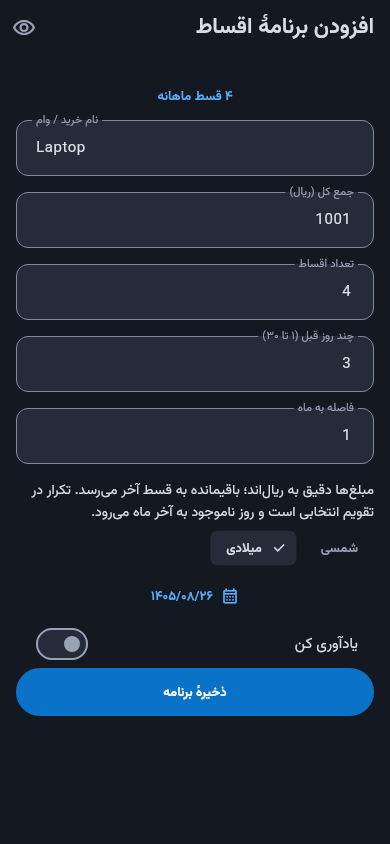 افزودن برنامهٔ اقساط
۴ قسط ماهانه
نام خرید / وام
Laptop
جمع کل (ریال)
1001
تعداد اقساط
4
چند روز قبل (۱ تا ۳۰)
3
فاصله به ماه
1
مبلغ‌ها دقیق به ریال‌اند؛ باقیمانده به قسط آخر می‌رسد. تکرار در
تقویم انتخابی است و روز ناموجود به آخر ماه می‌رود.
شمسی میلادی
۱۴۰۵/۰۸/۲۶
یادآوری کن
ذخیرهٔ برنامه